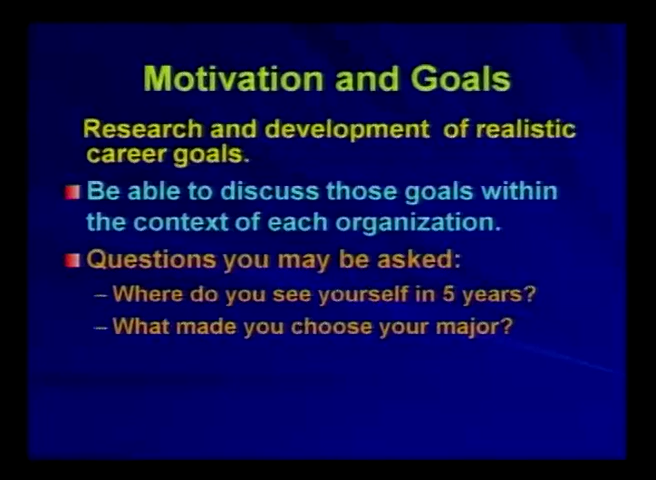 Motivation and Goals
Research and development of realistic
career goals.
Be able to discuss those goals within
the context of each organization.
Questions you may be asked:
– Where do you see yourself in 5 years?
– What made you choose your major?